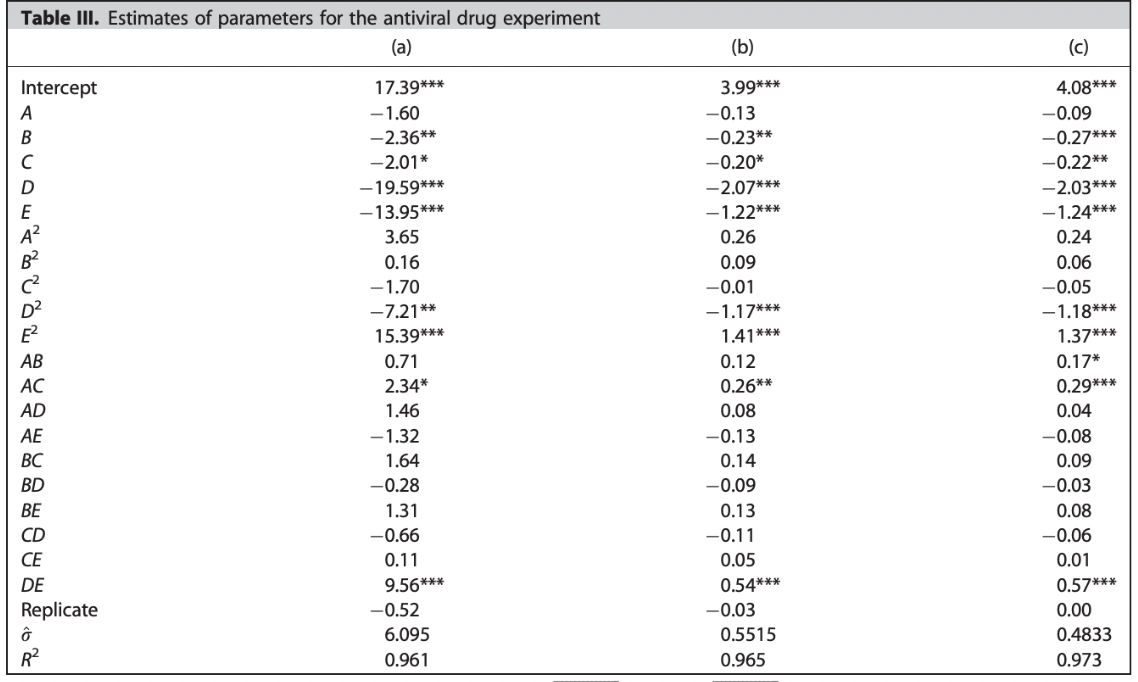 Table III. Estimates of parameters for the antiviral drug experiment
(a) (b) (c)
Intercept 17.39*** 3.99*** 4.08***
A −1.60 −0.13 −0.09
B −2.36** −0.23** −0.27***
C −2.01* −0.20* −0.22**
D −19.59*** −2.07*** −2.03***
E −13.95*** −1.22*** −1.24***
A² 3.65 0.26 0.24
B² 0.16 0.09 0.06
C² −1.70 −0.01 −0.05
D² −7.21** −1.17*** −1.18***
E² 15.39*** 1.41*** 1.37***
AB 0.71 0.12 0.17*
AC 2.34* 0.26** 0.29***
AD 1.46 0.08 0.04
AE −1.32 −0.13 −0.08
BC 1.64 0.14 0.09
BD −0.28 −0.09 −0.03
BE 1.31 0.13 0.08
CD −0.66 −0.11 −0.06
CE 0.11 0.05 0.01
DE 9.56*** 0.54*** 0.57***
Replicate −0.52 −0.03 0.00
σ̂ 6.095 0.5515 0.4833
R² 0.961 0.965 0.973